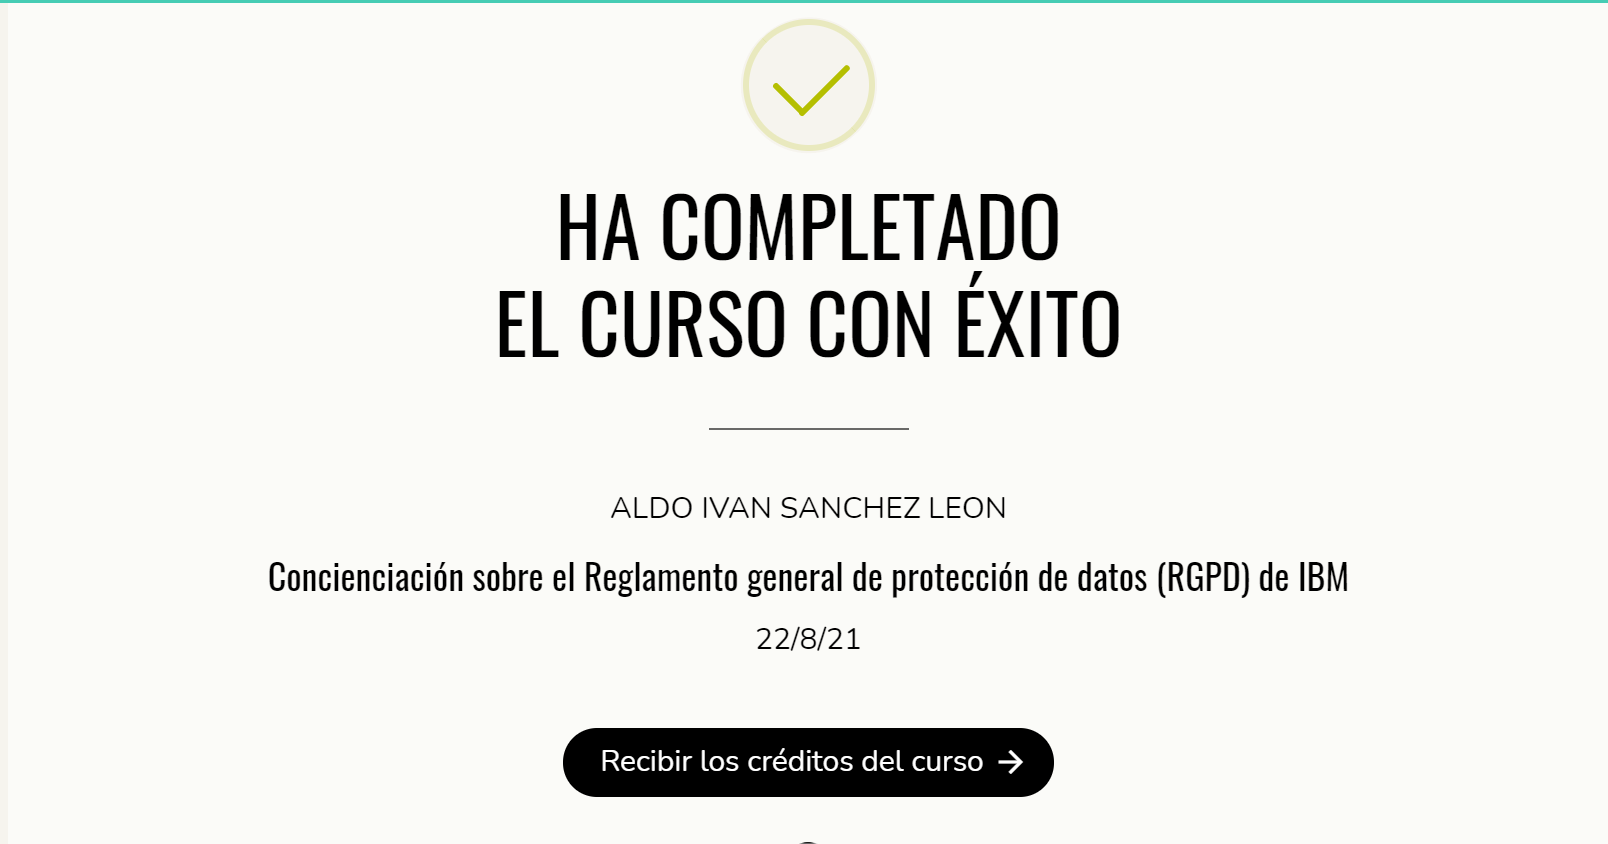 HA COMPLETADO
EL CURSO CON ÉXITO
ALDO IVAN SANCHEZ LEON
Concienciación sobre el Reglamento general de protección de datos (RGPD) de IBM
22/8/21
Recibir los créditos del curso →